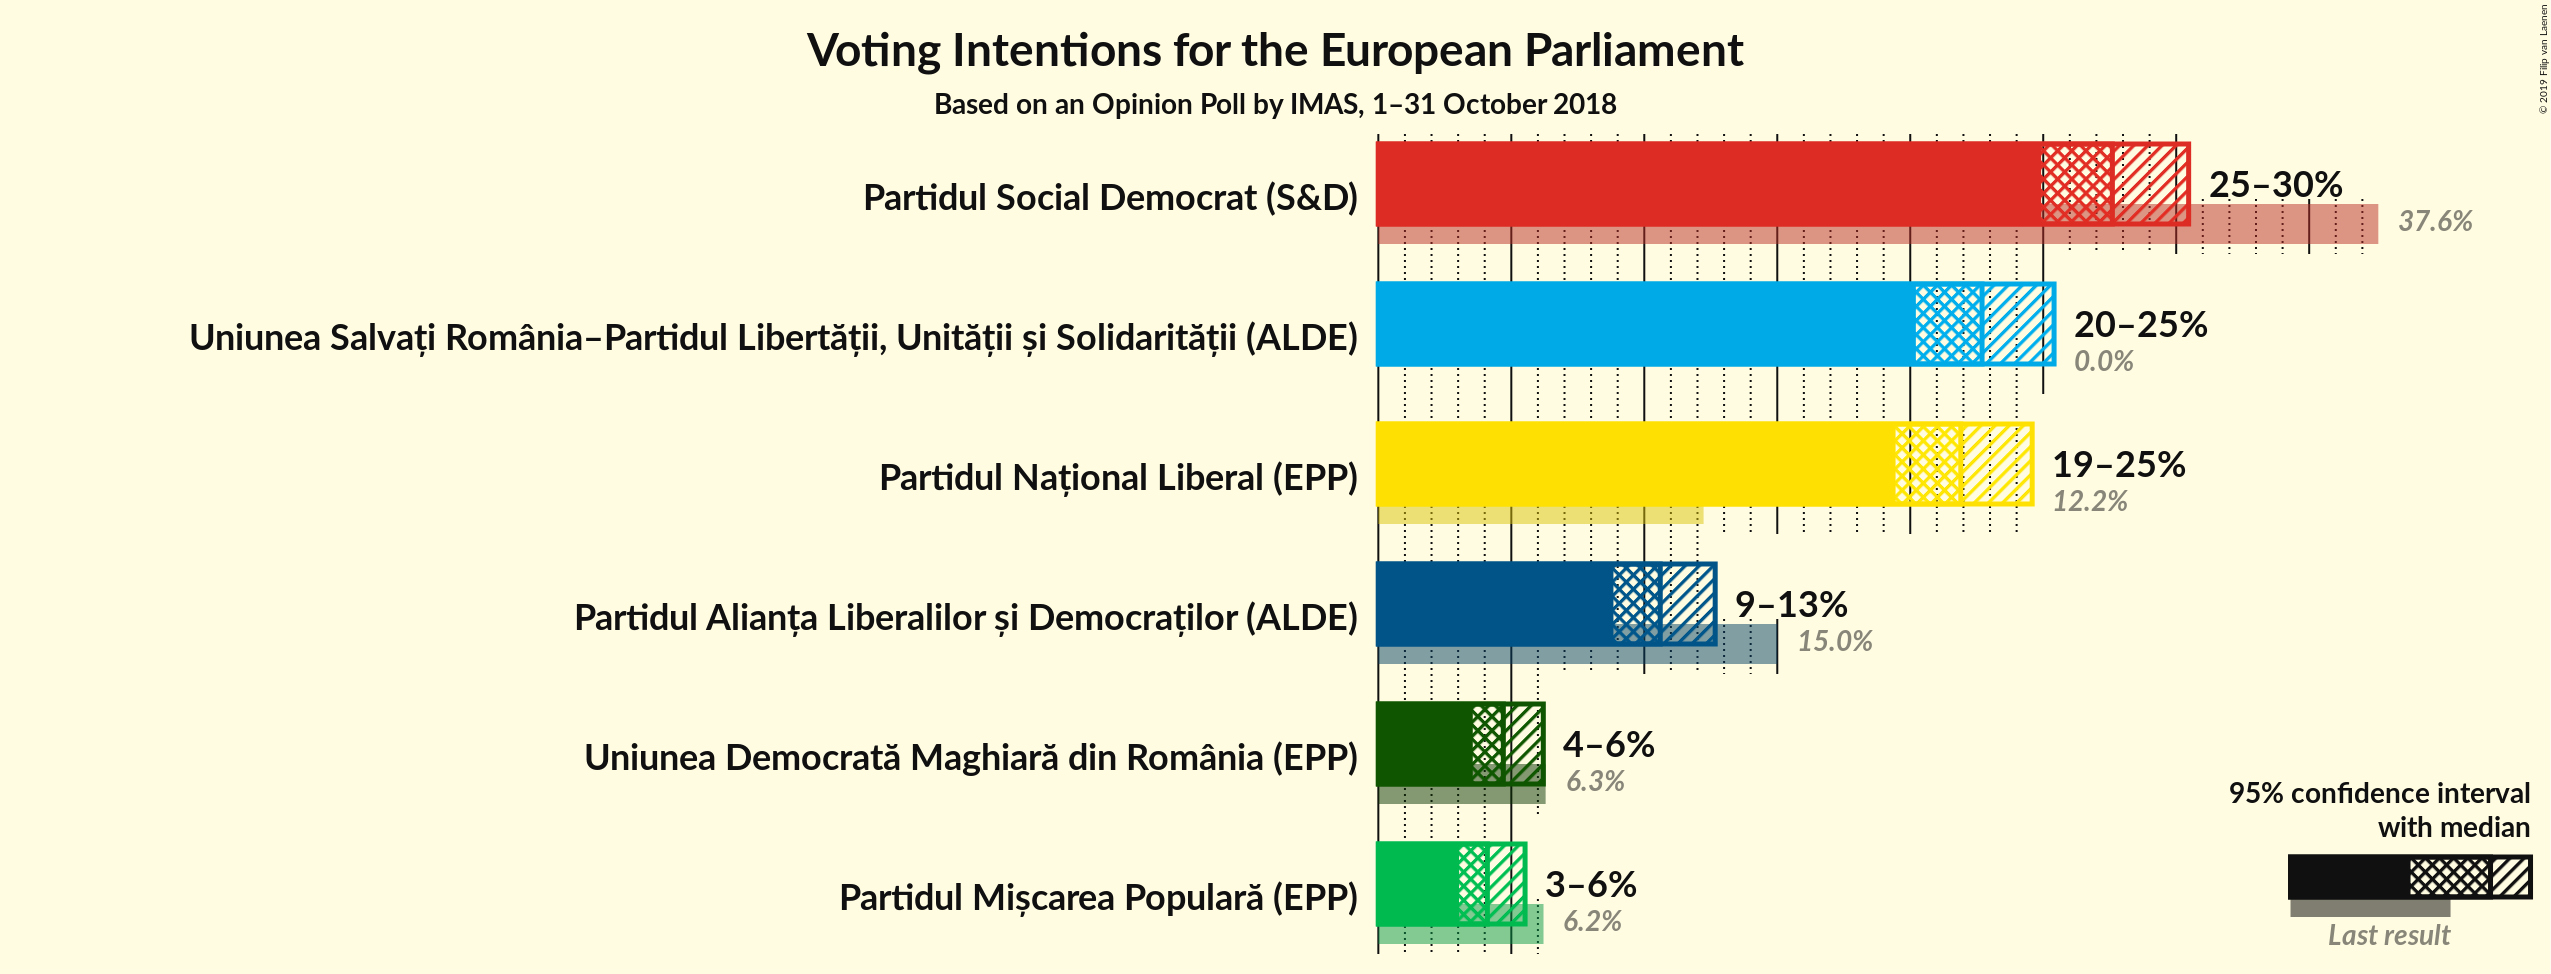 Voting Intentions for the European Parliament
Based on an Opinion Poll by IMAS, 1–31 October 2018
© 2019 Filip van Laenen
Partidul Social Democrat (S&D)
25–30%
37.6%
Uniunea Salvați România–Partidul Libertății, Unității și Solidarității (ALDE)
20–25%
0.0%
Partidul Național Liberal (EPP)
19–25%
12.2%
Partidul Alianța Liberalilor și Democraților (ALDE)
9–13%
15.0%
Uniunea Democrată Maghiară din România (EPP)
4–6%
6.3%
Partidul Mișcarea Populară (EPP)
3–6%
6.2%
95% confidence interval
with median
Last result